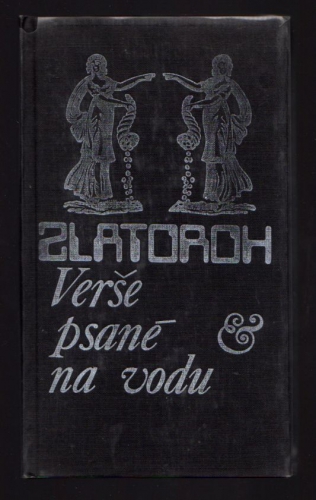 ZLATOROH
Verše
psané &
na vodu